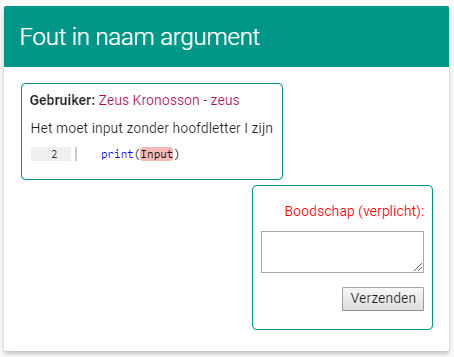 Fout in naam argument
Gebruiker: Zeus Kronosson - zeus
Het moet input zonder hoofdletter I zijn
2 print(Input)
Boodschap (verplicht):
Verzenden